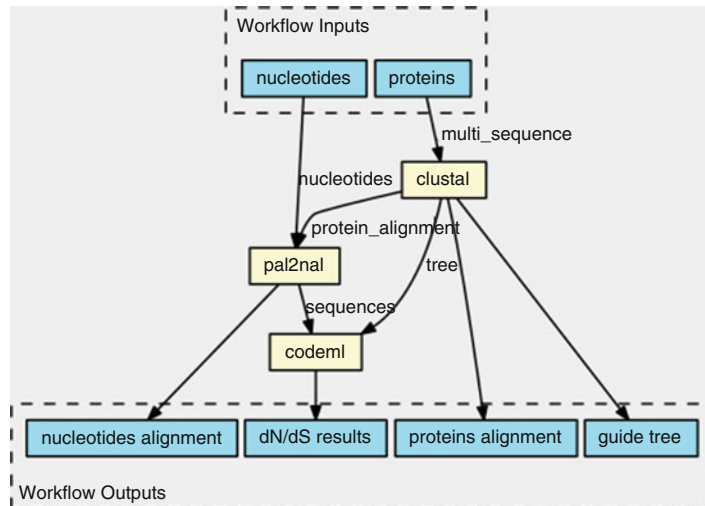 Workflow Inputs
nucleotides
proteins
multi_sequence
clustal
nucleotides
protein_alignment
pal2nal
tree
sequences
codeml
nucleotides alignment
dN/dS results
proteins alignment
guide tree
Workflow Outputs